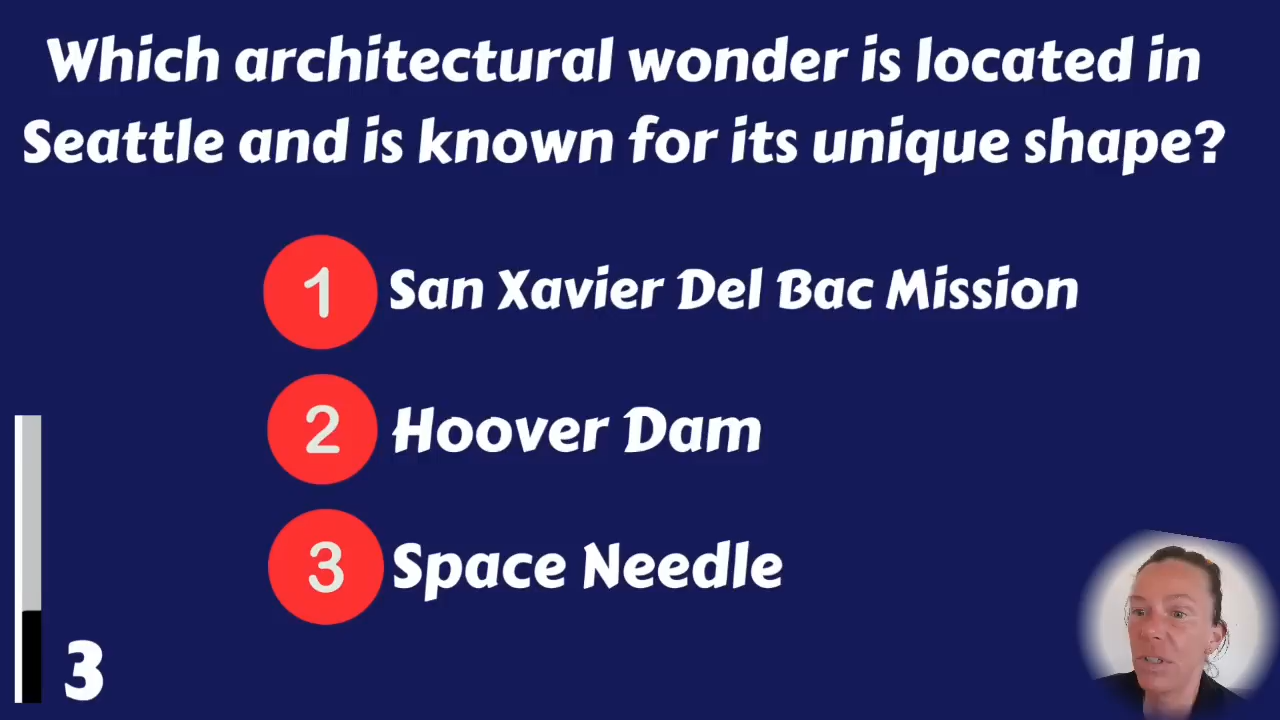 Which architectural wonder is located in
Seattle and is known for its unique shape?
1 San Xavier Del Bac Mission
2 Hoover Dam
3 Space Needle
3